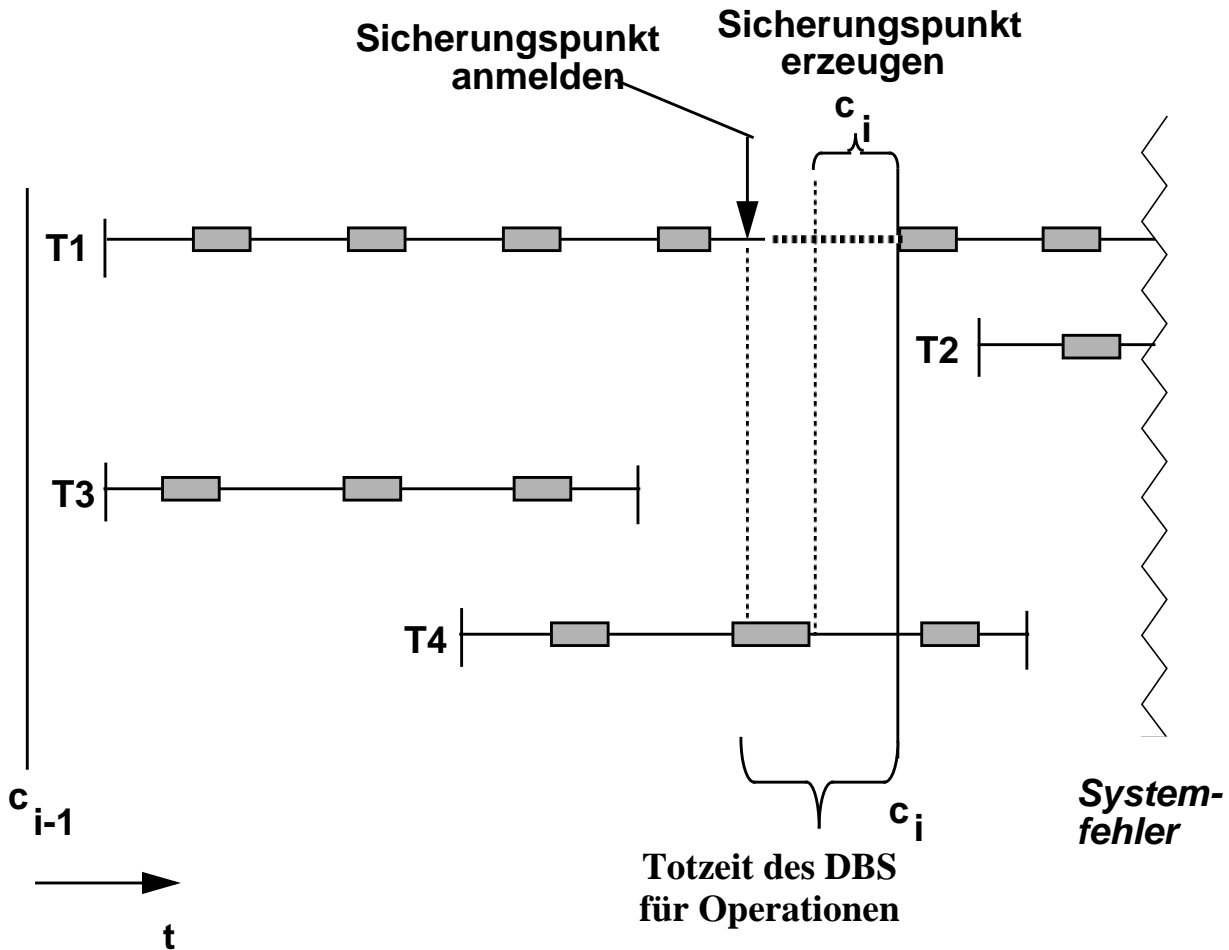 Sicherungspunkt
anmelden
Sicherungspunkt
erzeugen
c i
T1
T2
T3
T4
c i-1
c i
System-
fehler
Totzeit des DBS
für Operationen
t